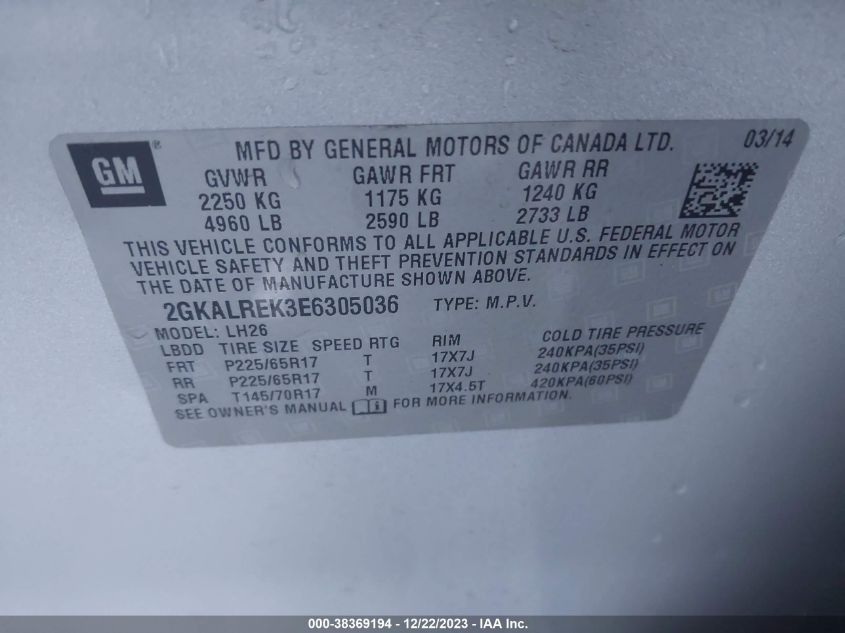 GM ® MFD BY GENERAL MOTORS OF CANADA LTD. 03/14
GVWR GAWR FRT GAWR RR
2250 KG 1175 KG 1240 KG
4960 LB 2590 LB 2733 LB
THIS VEHICLE CONFORMS TO ALL APPLICABLE U.S. FEDERAL MOTOR
VEHICLE SAFETY AND THEFT PREVENTION STANDARDS IN EFFECT ON
THE DATE OF MANUFACTURE SHOWN ABOVE.
2GKALREK3E6305036 TYPE: M.P.V.
MODEL: LH26
LBDD TIRE SIZE SPEED RTG RIM COLD TIRE PRESSURE
FRT P225/65R17 T 17X7J 240KPA(35PSI)
RR P225/65R17 T 17X7J 240KPA(35PSI)
SPA T145/70R17 M 17X4.5T 420KPA(60PSI)
SEE OWNER'S MANUAL FOR MORE INFORMATION.
000-38369194 - 12/22/2023 - IAA Inc.